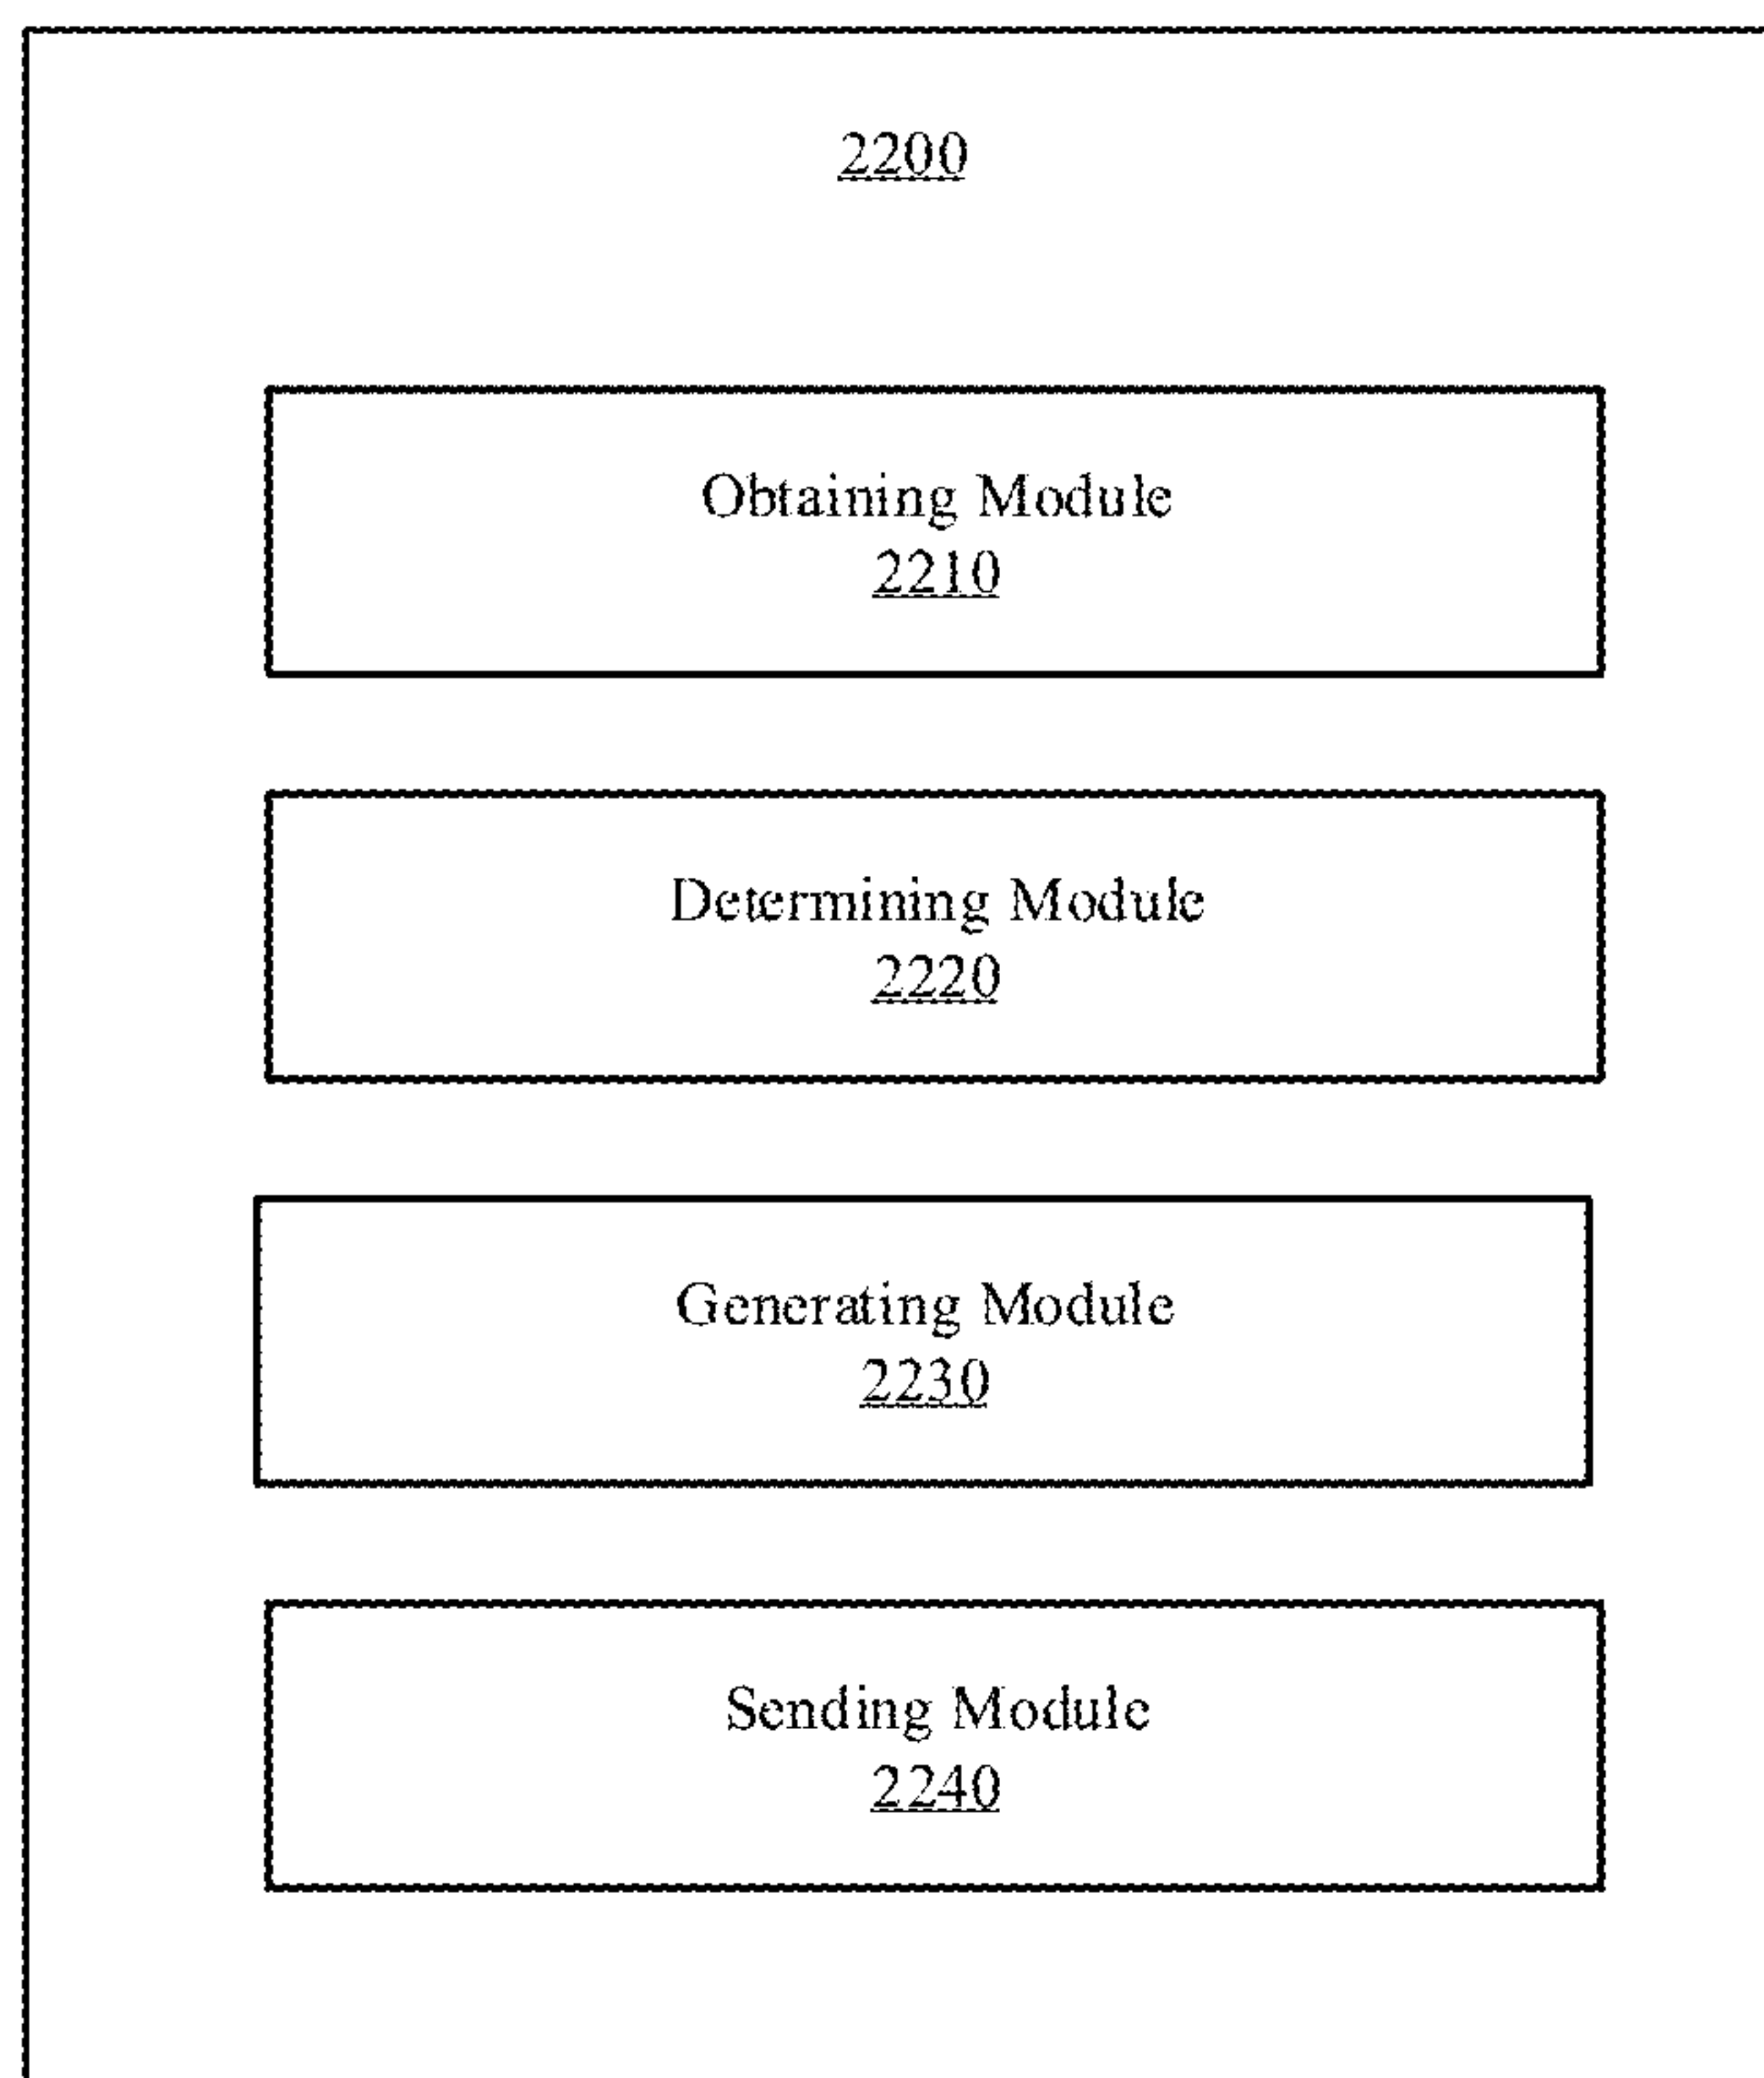 2200
Obtaining Module
2210
Determining Module
2220
Generating Module
2230
Sending Module
2240